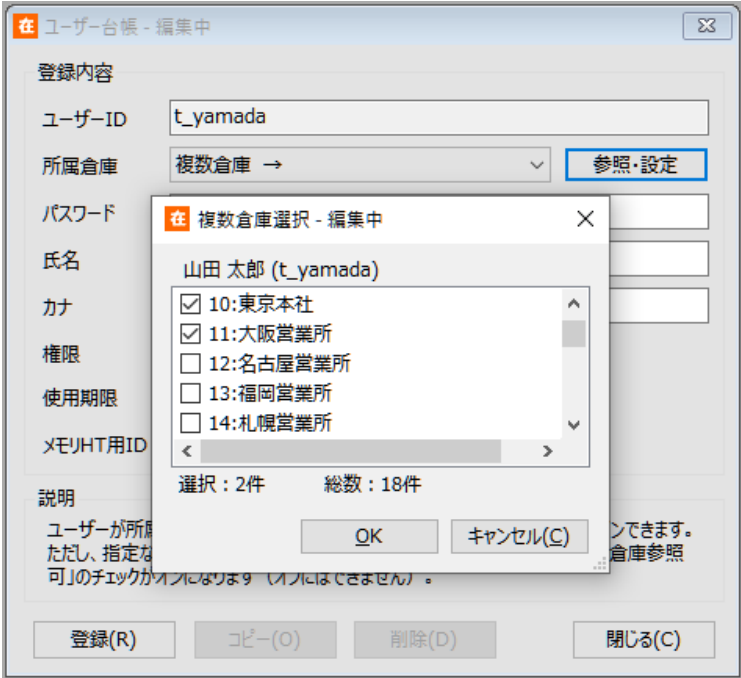 在 ユーザー台帳 - 編集中
登録内容
ユーザーID t_yamada
所属倉庫 複数倉庫 → 参照・設定
パスワード
氏名
カナ
権限
使用期限
メモリHT用ID
在 複数倉庫選択 - 編集中
山田 太郎 (t_yamada)
10:東京本社
11:大阪営業所
12:名古屋営業所
13:福岡営業所
14:札幌営業所
選択：2件 総数：18件
OK キャンセル(C)
説明
ユーザーが所属 ンできます。
ただし、指定な 倉庫参照
可」のチェックがオンになります（オフにはできません）。
登録(R) コピー(O) 削除(D) 閉じる(C)